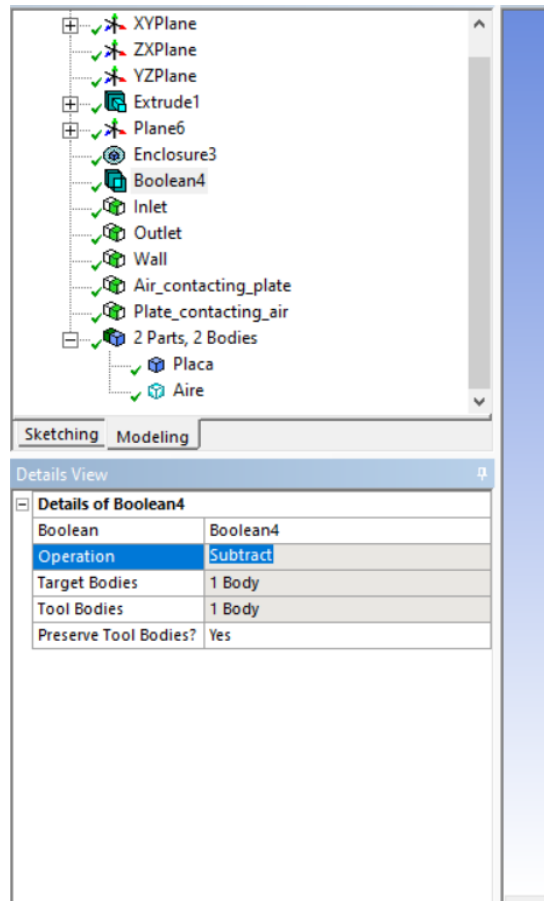 XYPlane
ZXPlane
YZPlane
Extrude1
Plane6
Enclosure3
Boolean4
Inlet
Outlet
Wall
Air_contacting_plate
Plate_contacting_air
2 Parts, 2 Bodies
Placa
Aire
Sketching Modeling
Details View
Details of Boolean4
Boolean Boolean4
Operation Subtract
Target Bodies 1 Body
Tool Bodies 1 Body
Preserve Tool Bodies? Yes